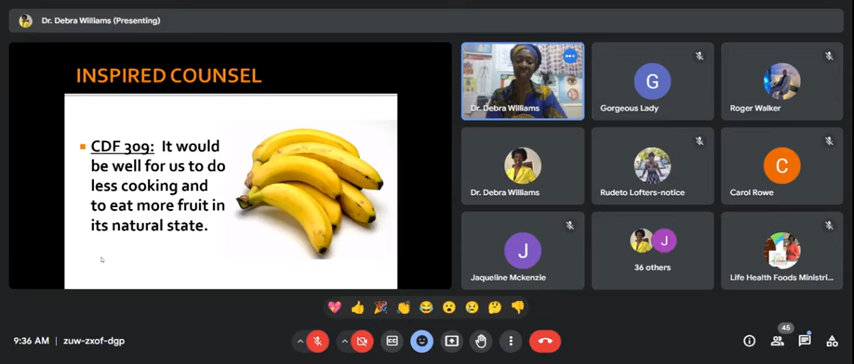 Dr. Debra Williams (Presenting)
INSPIRED COUNSEL
CDF 309: It would
be well for us to do
less cooking and
to eat more fruit in
its natural state.
Dr. Debra Williams
G
Gorgeous Lady
Roger Walker
Dr. Debra Williams
Rudeto Lofters-notice
C
Carol Rowe
J
Jaqueline Mckenzie
J
36 others
Life Health Foods Ministri...
9:36 AM | zuw-zxof-dgp
CC
45